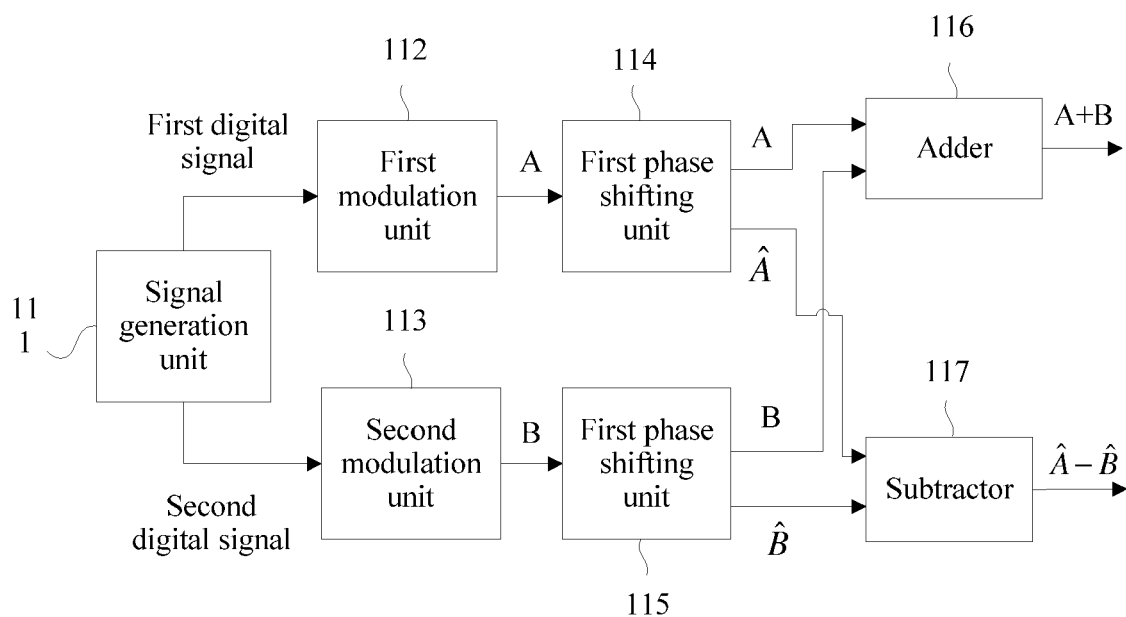 112
114
116
First digital
signal
First
modulation
unit
A
First phase
shifting
unit
A
Â
Adder
A+B
11
1
Signal
generation
unit
113
117
Second
modulation
unit
B
First phase
shifting
unit
B
B̂
Subtractor
Â − B̂
Second
digital signal
115